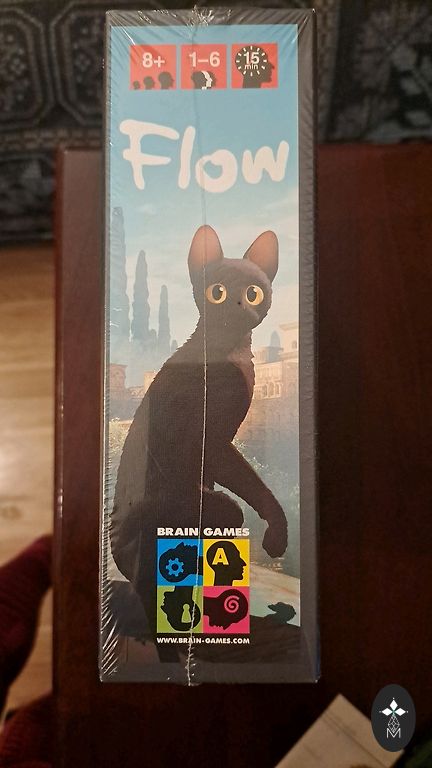 8+ 1–6 15 min
Flow
BRAIN GAMES
A
WWW.BRAIN-GAMES.COM
M